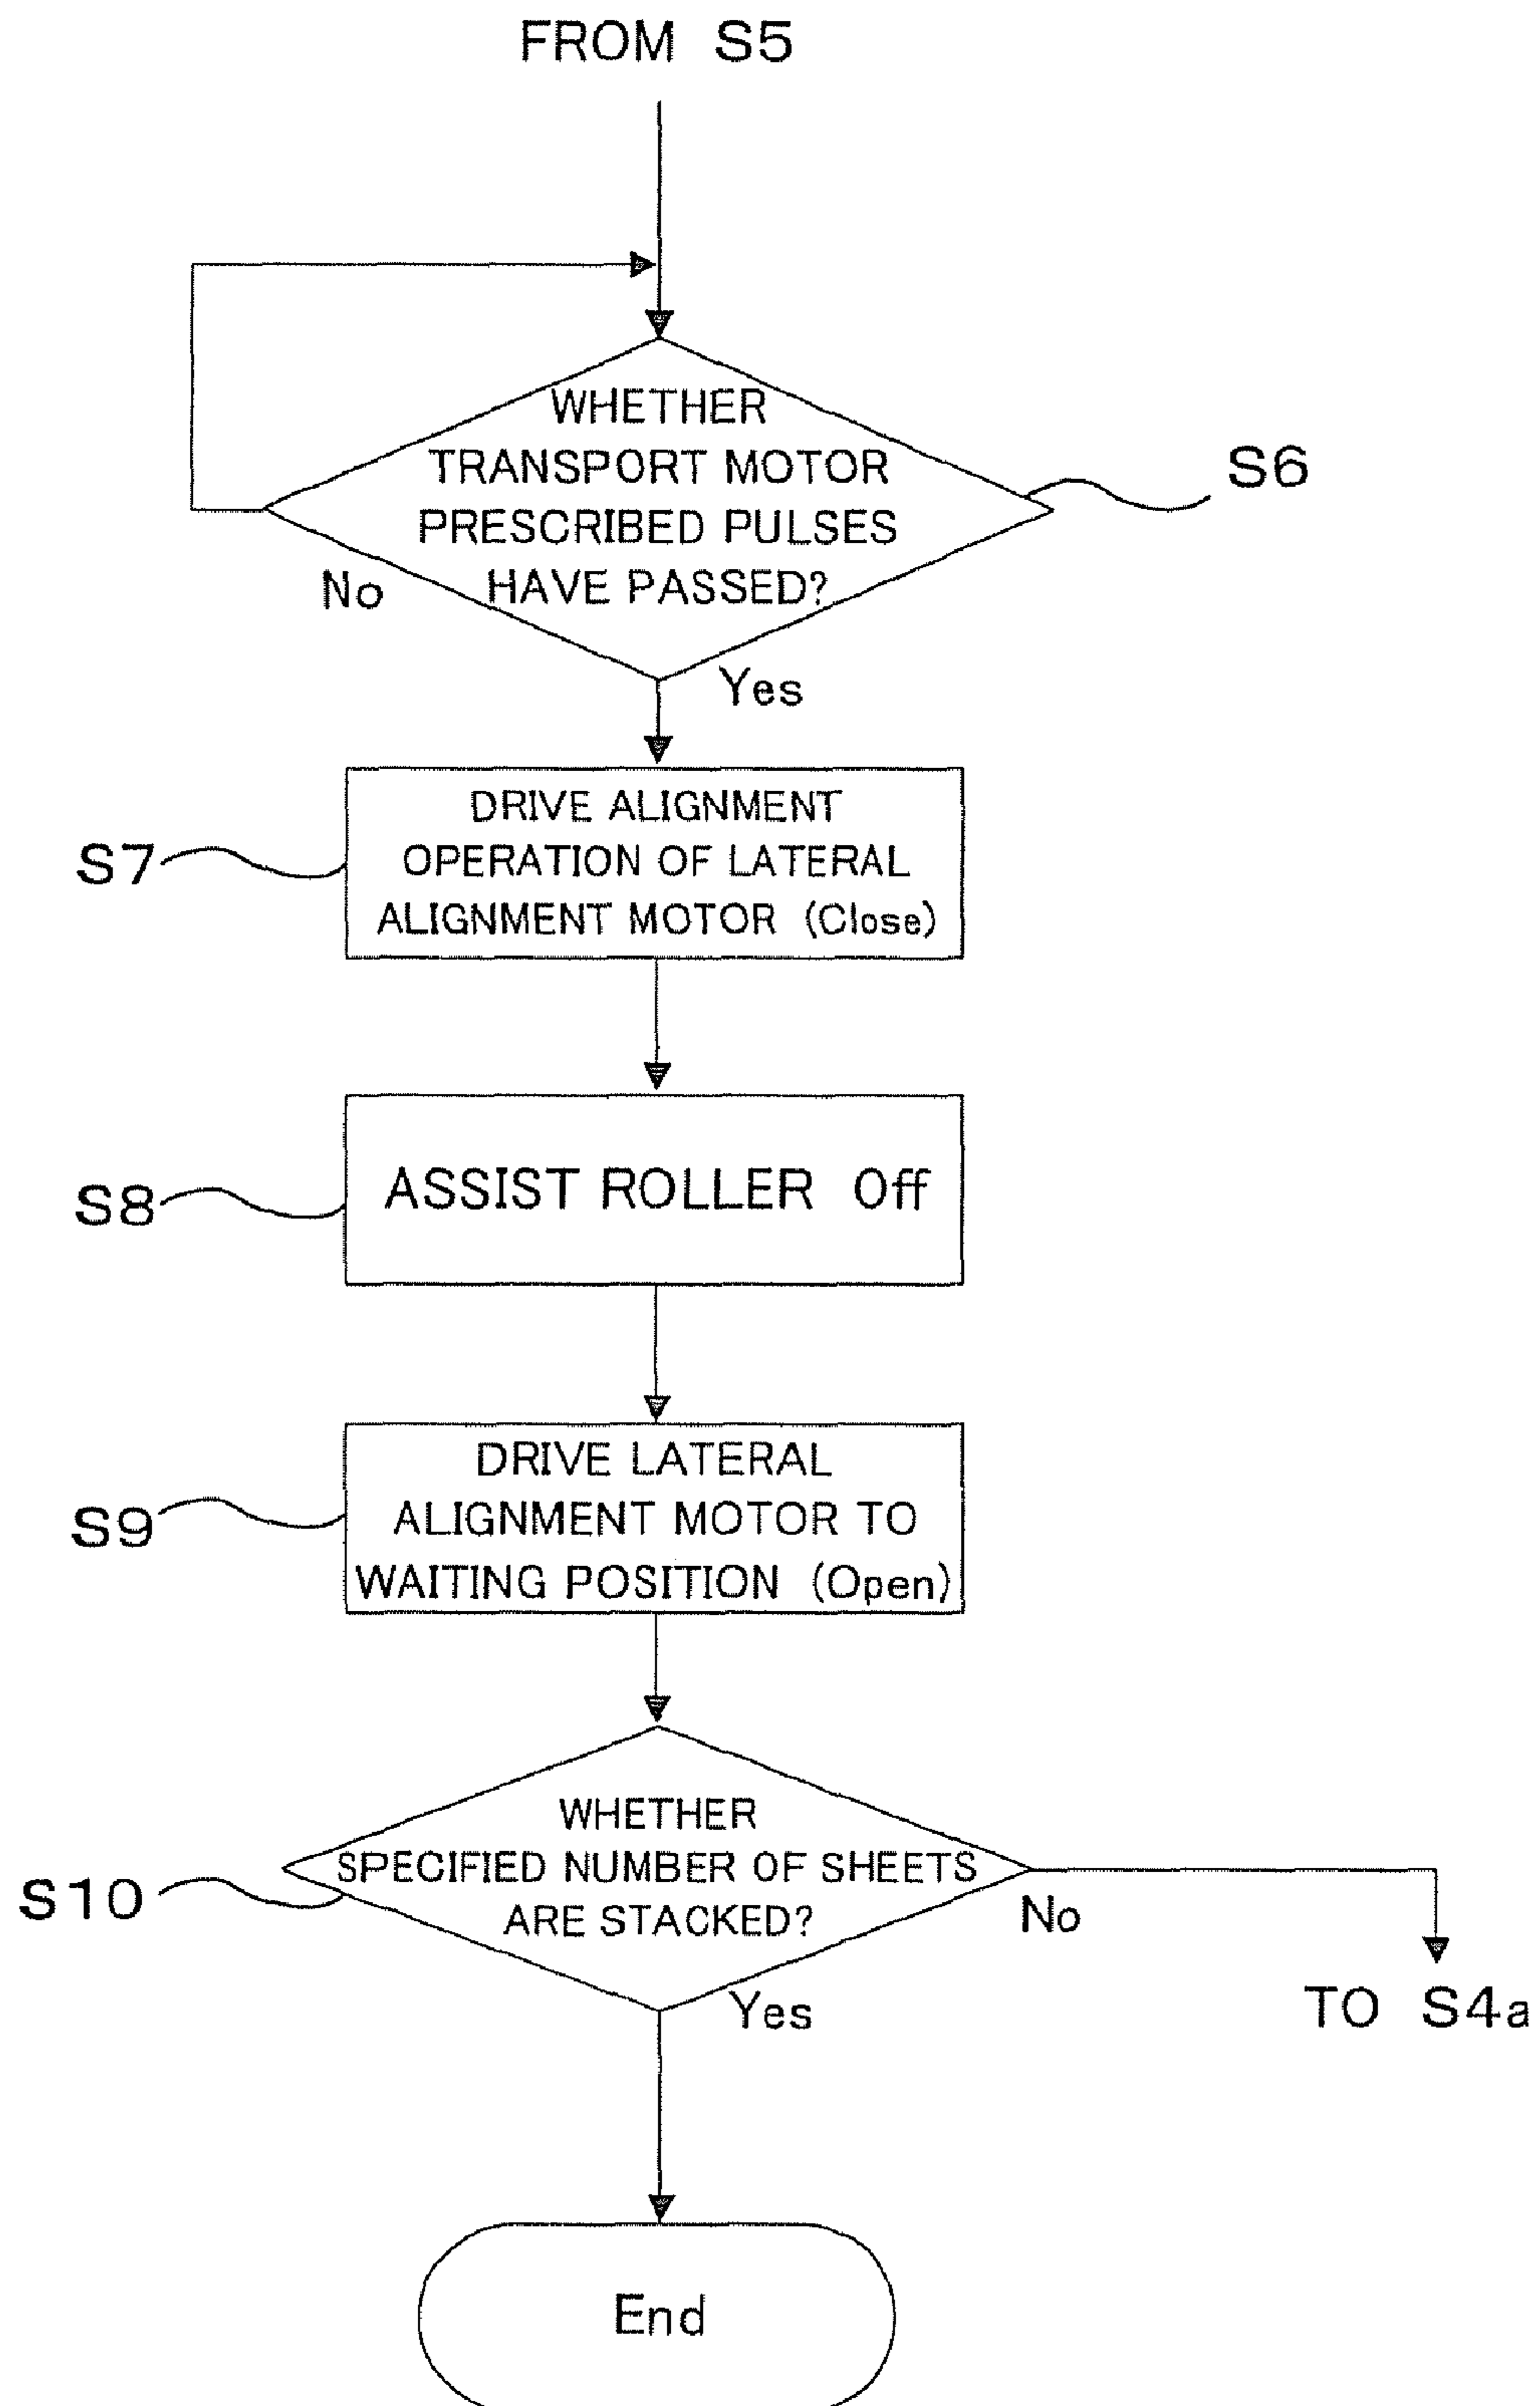 FROM S5
WHETHER
TRANSPORT MOTOR
PRESCRIBED PULSES
HAVE PASSED?
S6
No
Yes
S7
DRIVE ALIGNMENT
OPERATION OF LATERAL
ALIGNMENT MOTOR (Close)
S8
ASSIST ROLLER Off
S9
DRIVE LATERAL
ALIGNMENT MOTOR TO
WAITING POSITION (Open)
S10
WHETHER
SPECIFIED NUMBER OF SHEETS
ARE STACKED?
No
Yes
TO S4a
End